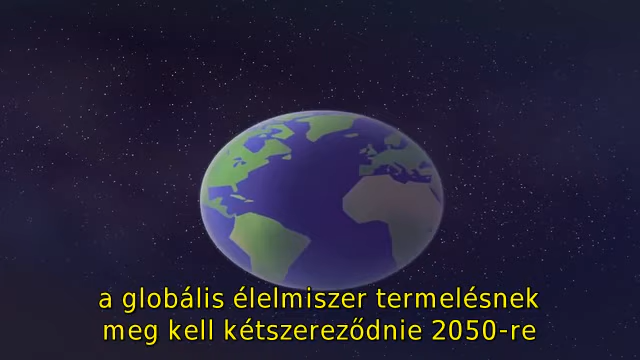 a globális élelmiszer termelésnek
meg kell kétszereződnie 2050-re